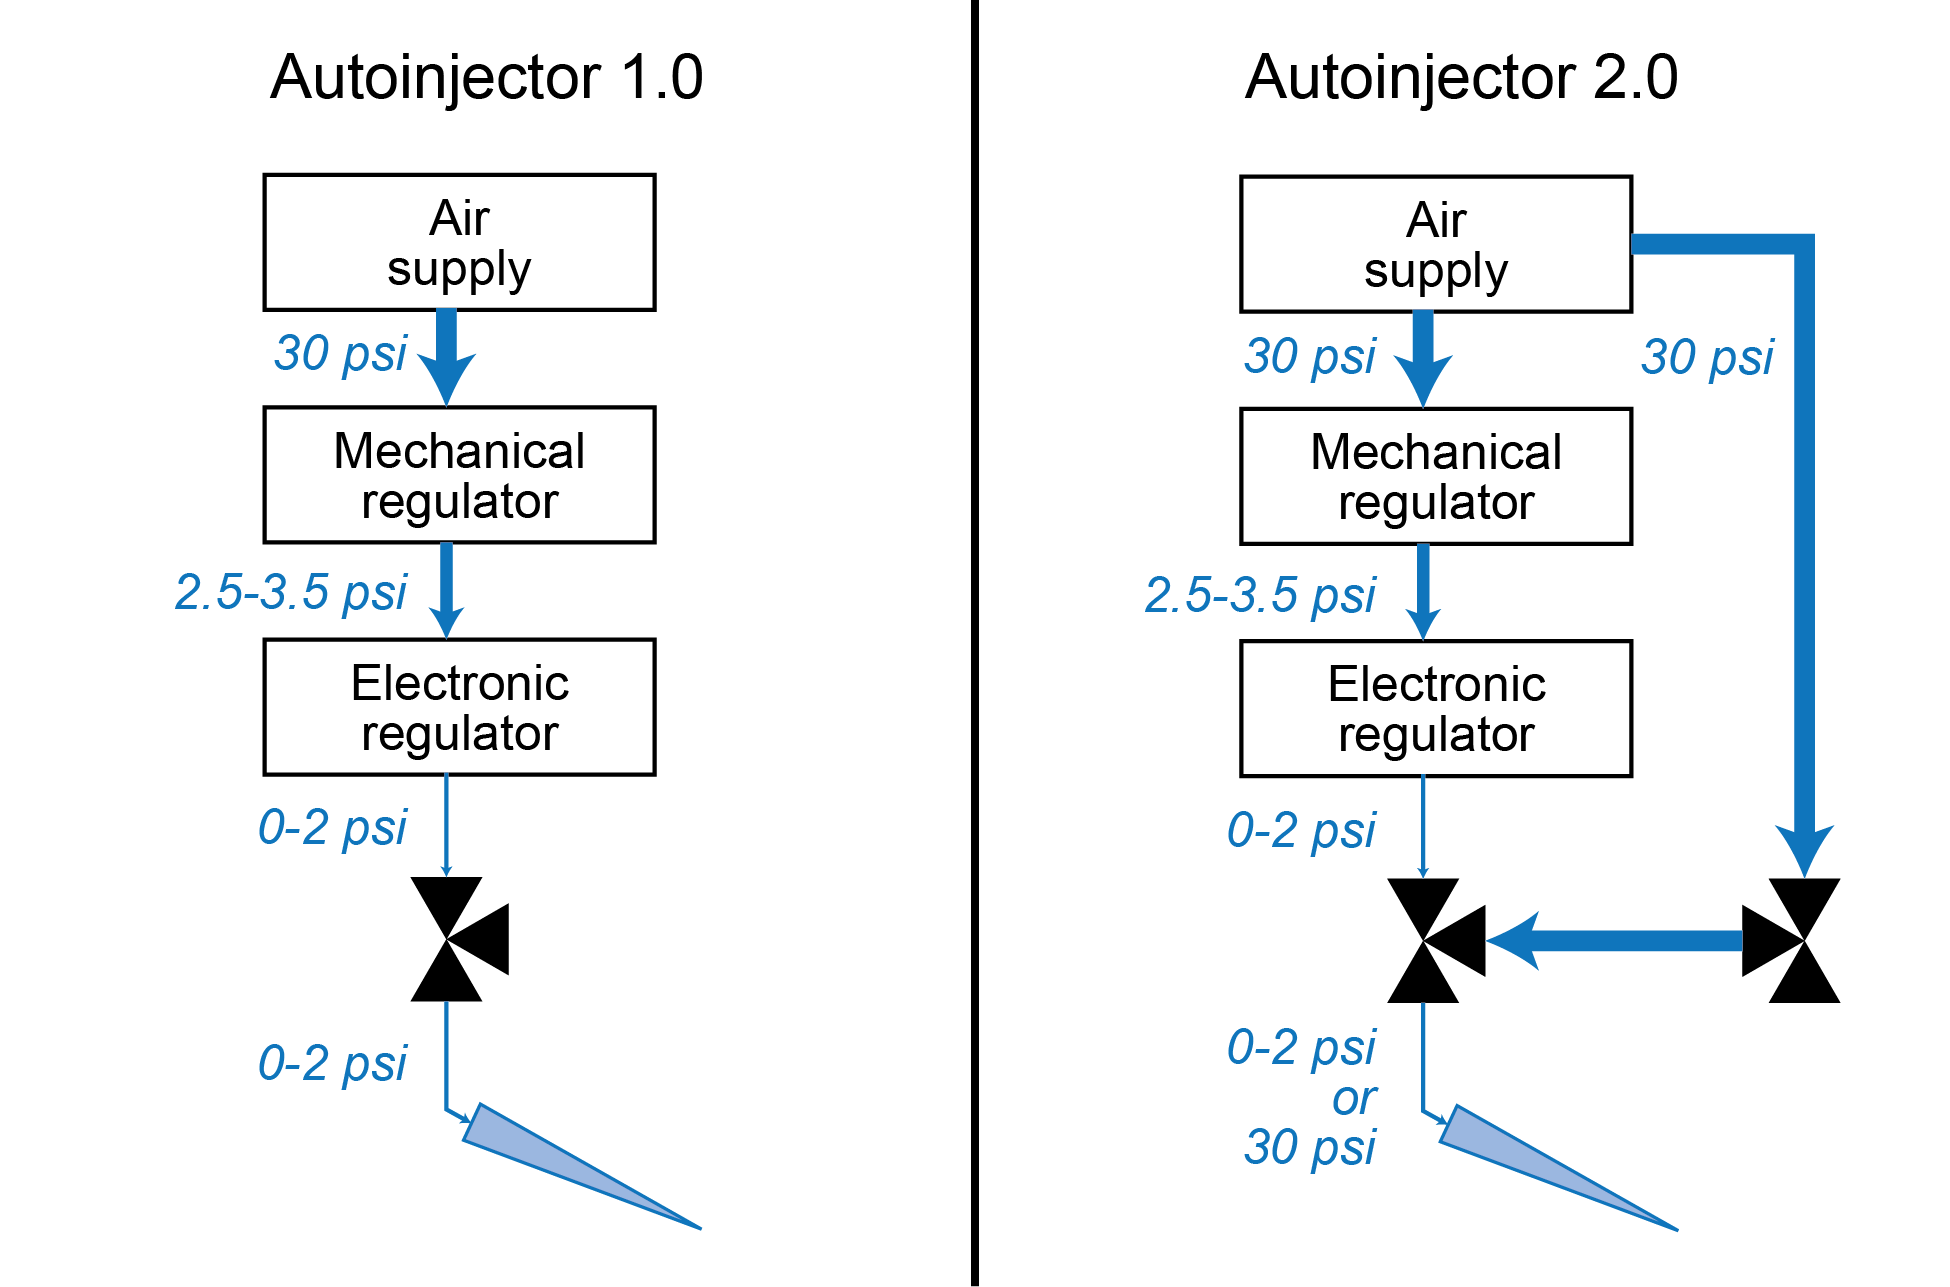 Autoinjector 1.0
Air
supply
30 psi
Mechanical
regulator
2.5-3.5 psi
Electronic
regulator
0-2 psi
0-2 psi
Autoinjector 2.0
Air
supply
30 psi
30 psi
Mechanical
regulator
2.5-3.5 psi
Electronic
regulator
0-2 psi
0-2 psi
or
30 psi